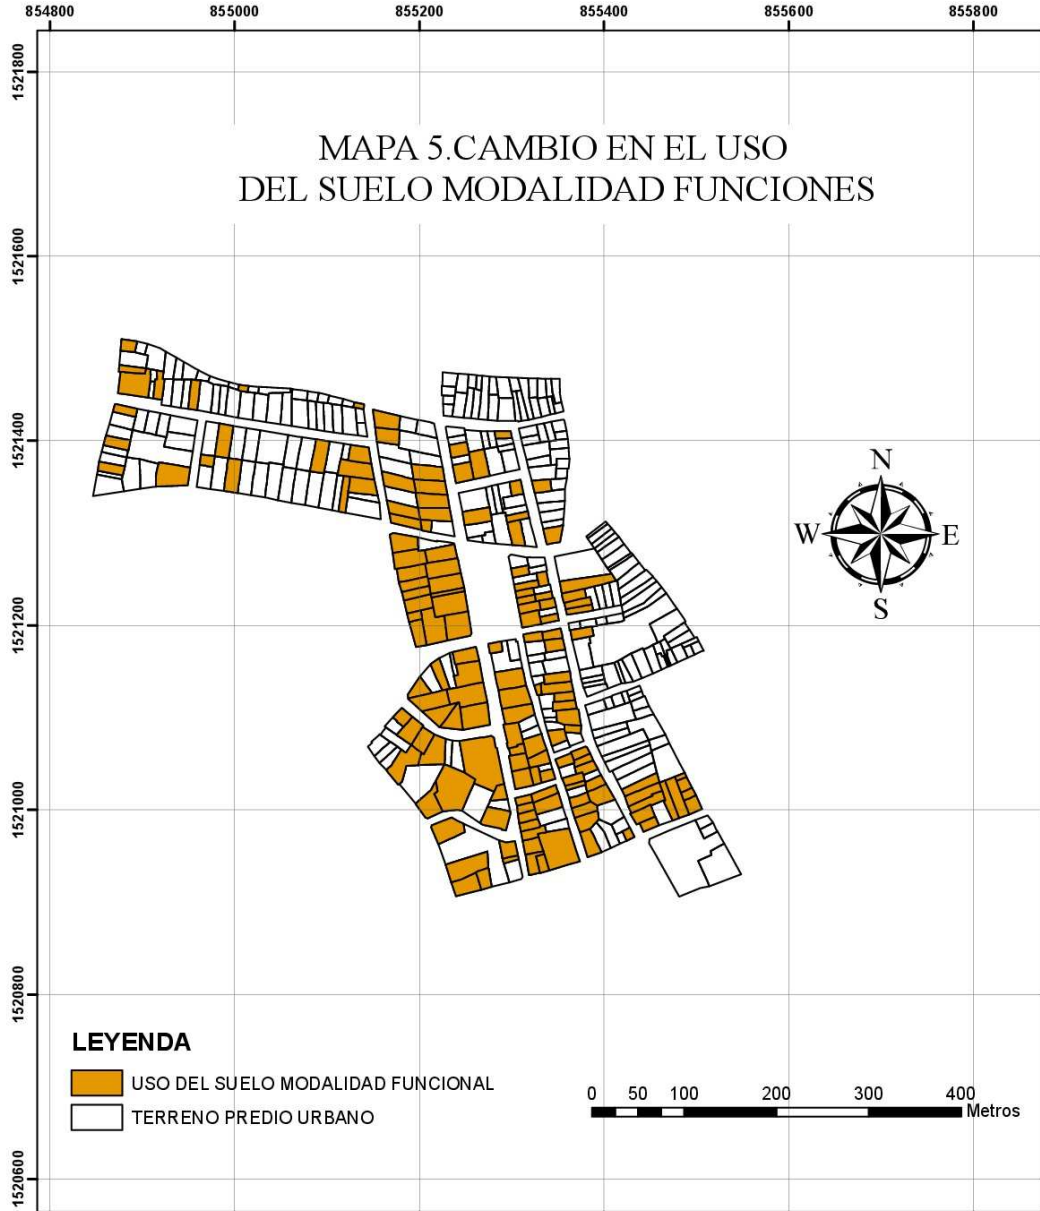 854800 855000 855200 855400 855600 855800
1521800
MAPA 5.CAMBIO EN EL USO
DEL SUELO MODALIDAD FUNCIONES
1521600
1521400
N
W E
S
1521200
1521000
1520800
LEYENDA
USO DEL SUELO MODALIDAD FUNCIONAL
TERRENO PREDIO URBANO
0 50 100 200 300 400
Metros
1520600